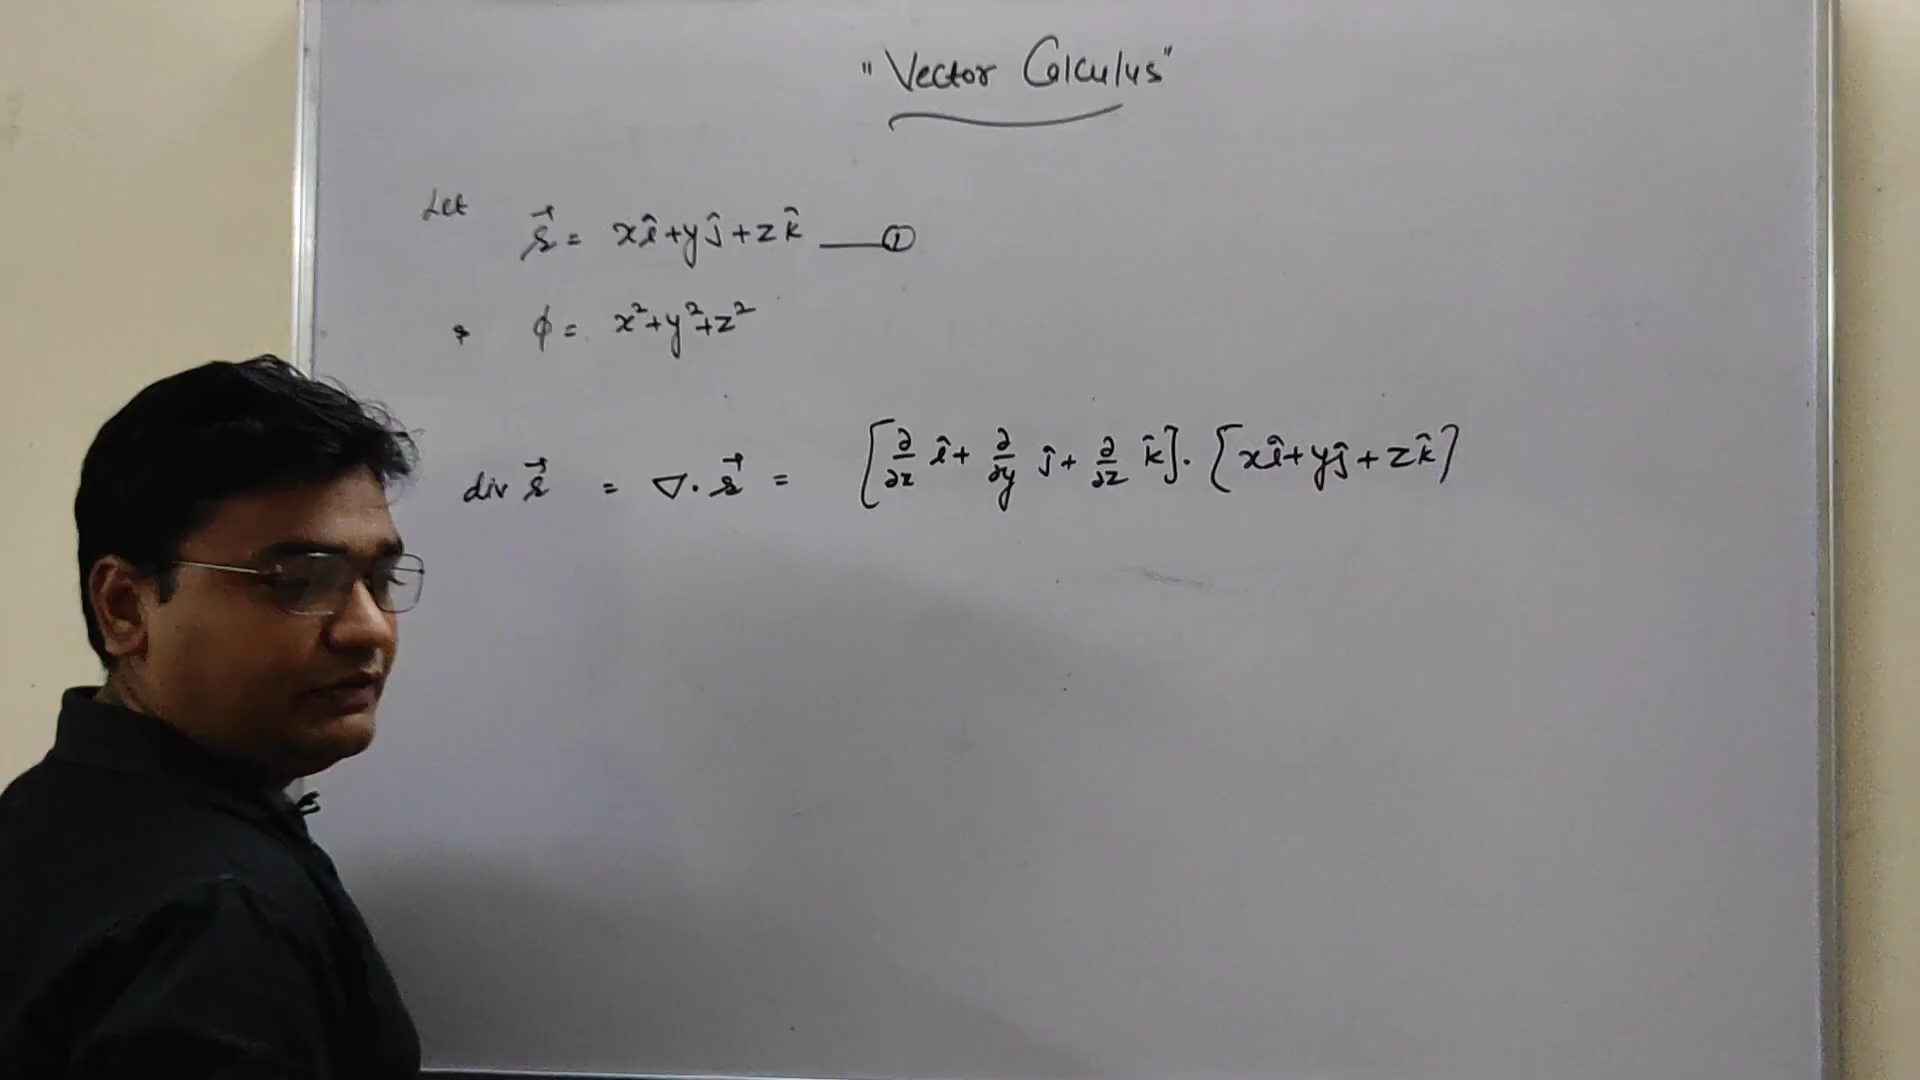 "Vector Calculus"
Let
r⃗ = xî+yĵ+zk̂ ——①
& ϕ = x²+y²+z²
div r⃗ = ∇. r⃗ = [∂/∂x î+ ∂/∂y ĵ+ ∂/∂z k̂]. [xî+yĵ+zk̂]